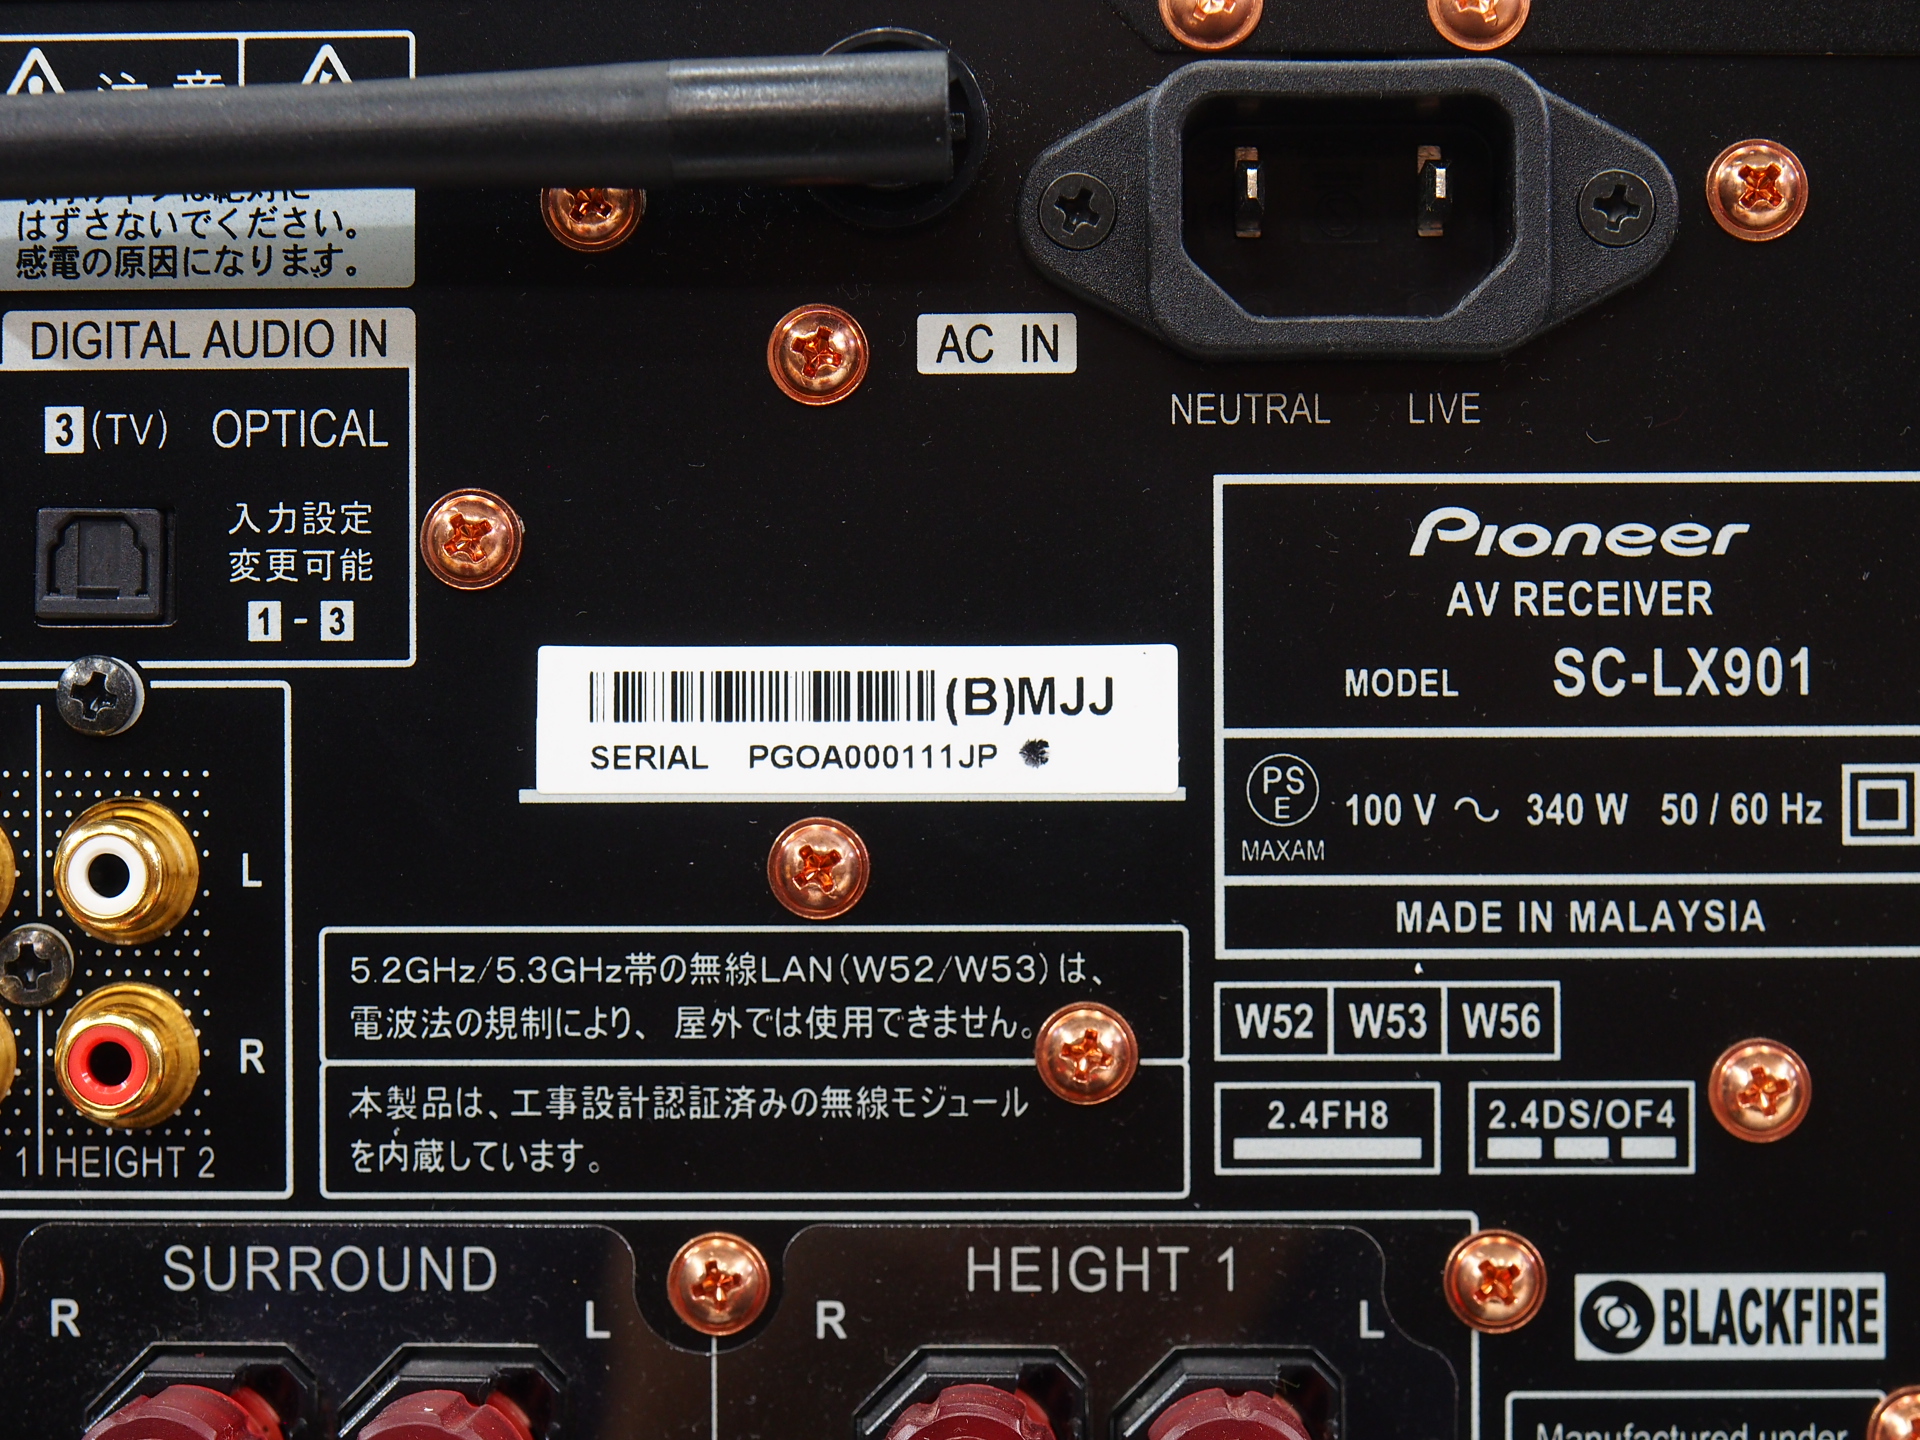 注意
はずさないでください。
感電の原因になります。
DIGITAL AUDIO IN
3 (TV) OPTICAL
入力設定
変更可能
1 - 3
AC IN
NEUTRAL LIVE
Pioneer
AV RECEIVER
MODEL SC-LX901
PS
E
MAXAM
100 V ～ 340 W 50 / 60 Hz
MADE IN MALAYSIA
(B)MJJ
SERIAL PGOA000111JP
L
R
1 HEIGHT 2
5.2GHz/5.3GHz帯の無線LAN(W52/W53)は、
電波法の規制により、屋外では使用できません。
本製品は、工事設計認証済みの無線モジュール
を内蔵しています。
W52 W53 W56
2.4FH8
2.4DS/OF4
SURROUND
R L
HEIGHT 1
R L
BLACKFIRE
Manufactured under